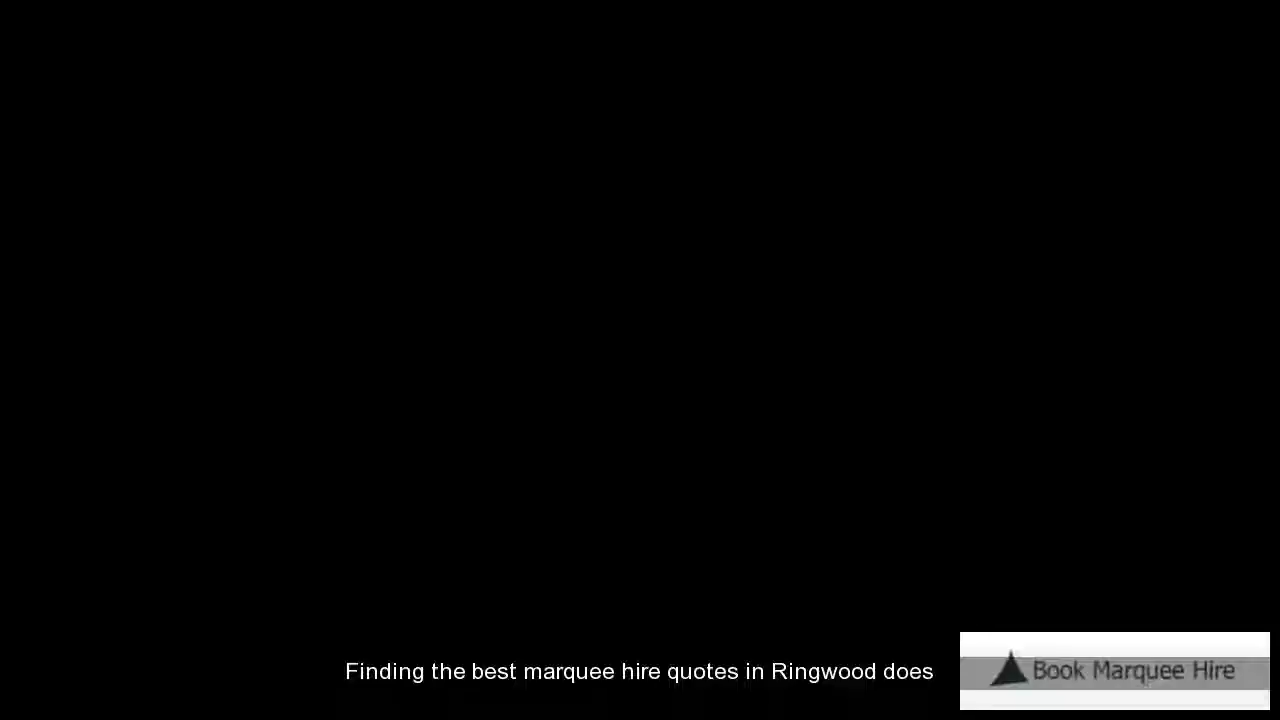 Finding the best marquee hire quotes in Ringwood does
Book Marquee Hire